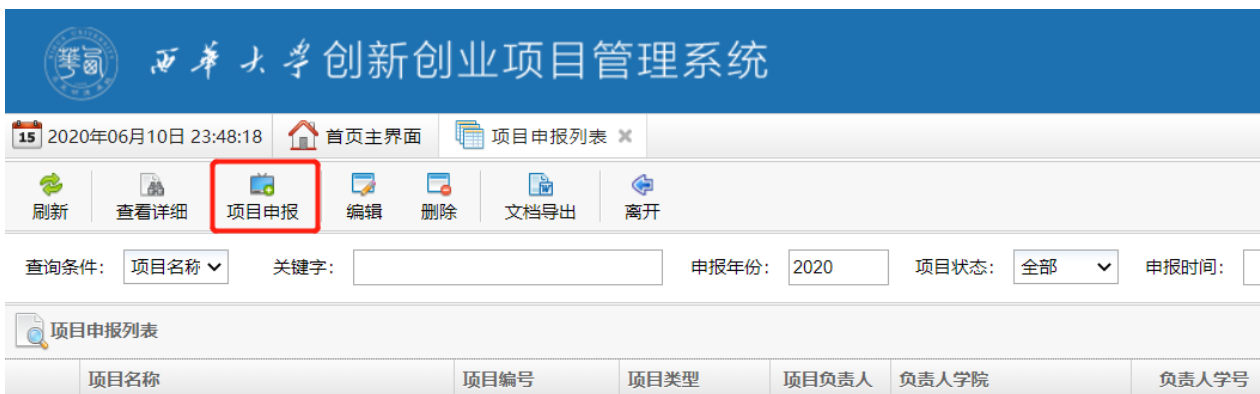 西华大学创新创业项目管理系统
15 2020年06月10日 23:48:18 首页主界面 项目申报列表
刷新 查看详细 项目申报 编辑 删除 文档导出 离开
查询条件: 项目名称 关键字: 申报年份: 2020 项目状态: 全部 申报时间:
项目申报列表
项目名称 项目编号 项目类型 项目负责人 负责人学院 负责人学号